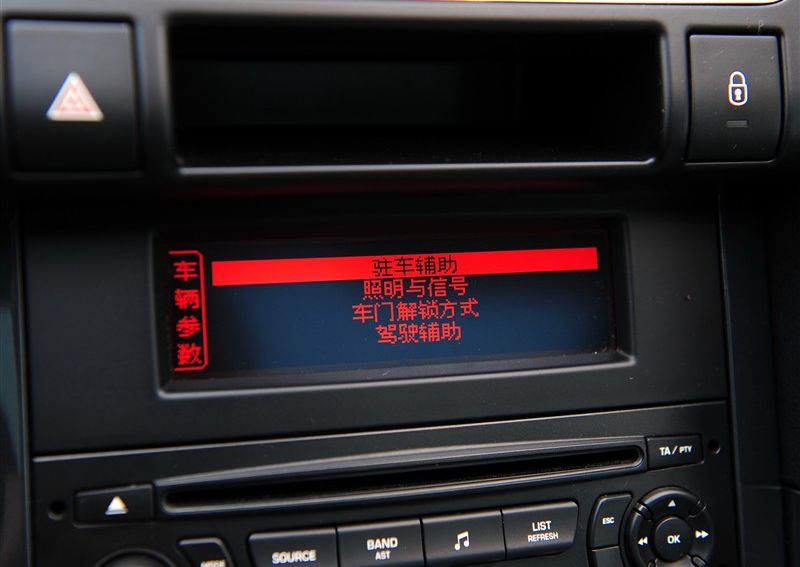 车辆参数
驻车辅助
照明与信号
车门解锁方式
驾驶辅助
TA / PTY
SOURCE
BAND
AST
LIST
REFRESH
ESC
OK
MODE